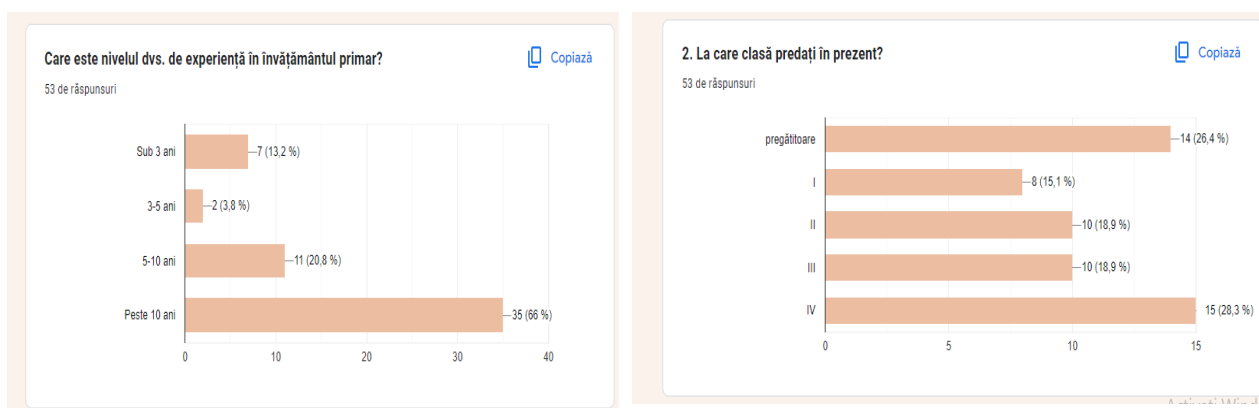 Care este nivelul dvs. de experiență în învățământul primar?
Copiază
53 de răspunsuri
Sub 3 ani
7 (13,2 %)
3-5 ani
2 (3,8 %)
5-10 ani
11 (20,8 %)
Peste 10 ani
35 (66 %)
0 10 20 30 40
2. La care clasă predați în prezent?
Copiază
53 de răspunsuri
pregătitoare
14 (26,4 %)
I
8 (15,1 %)
II
10 (18,9 %)
III
10 (18,9 %)
IV
15 (28,3 %)
0 5 10 15